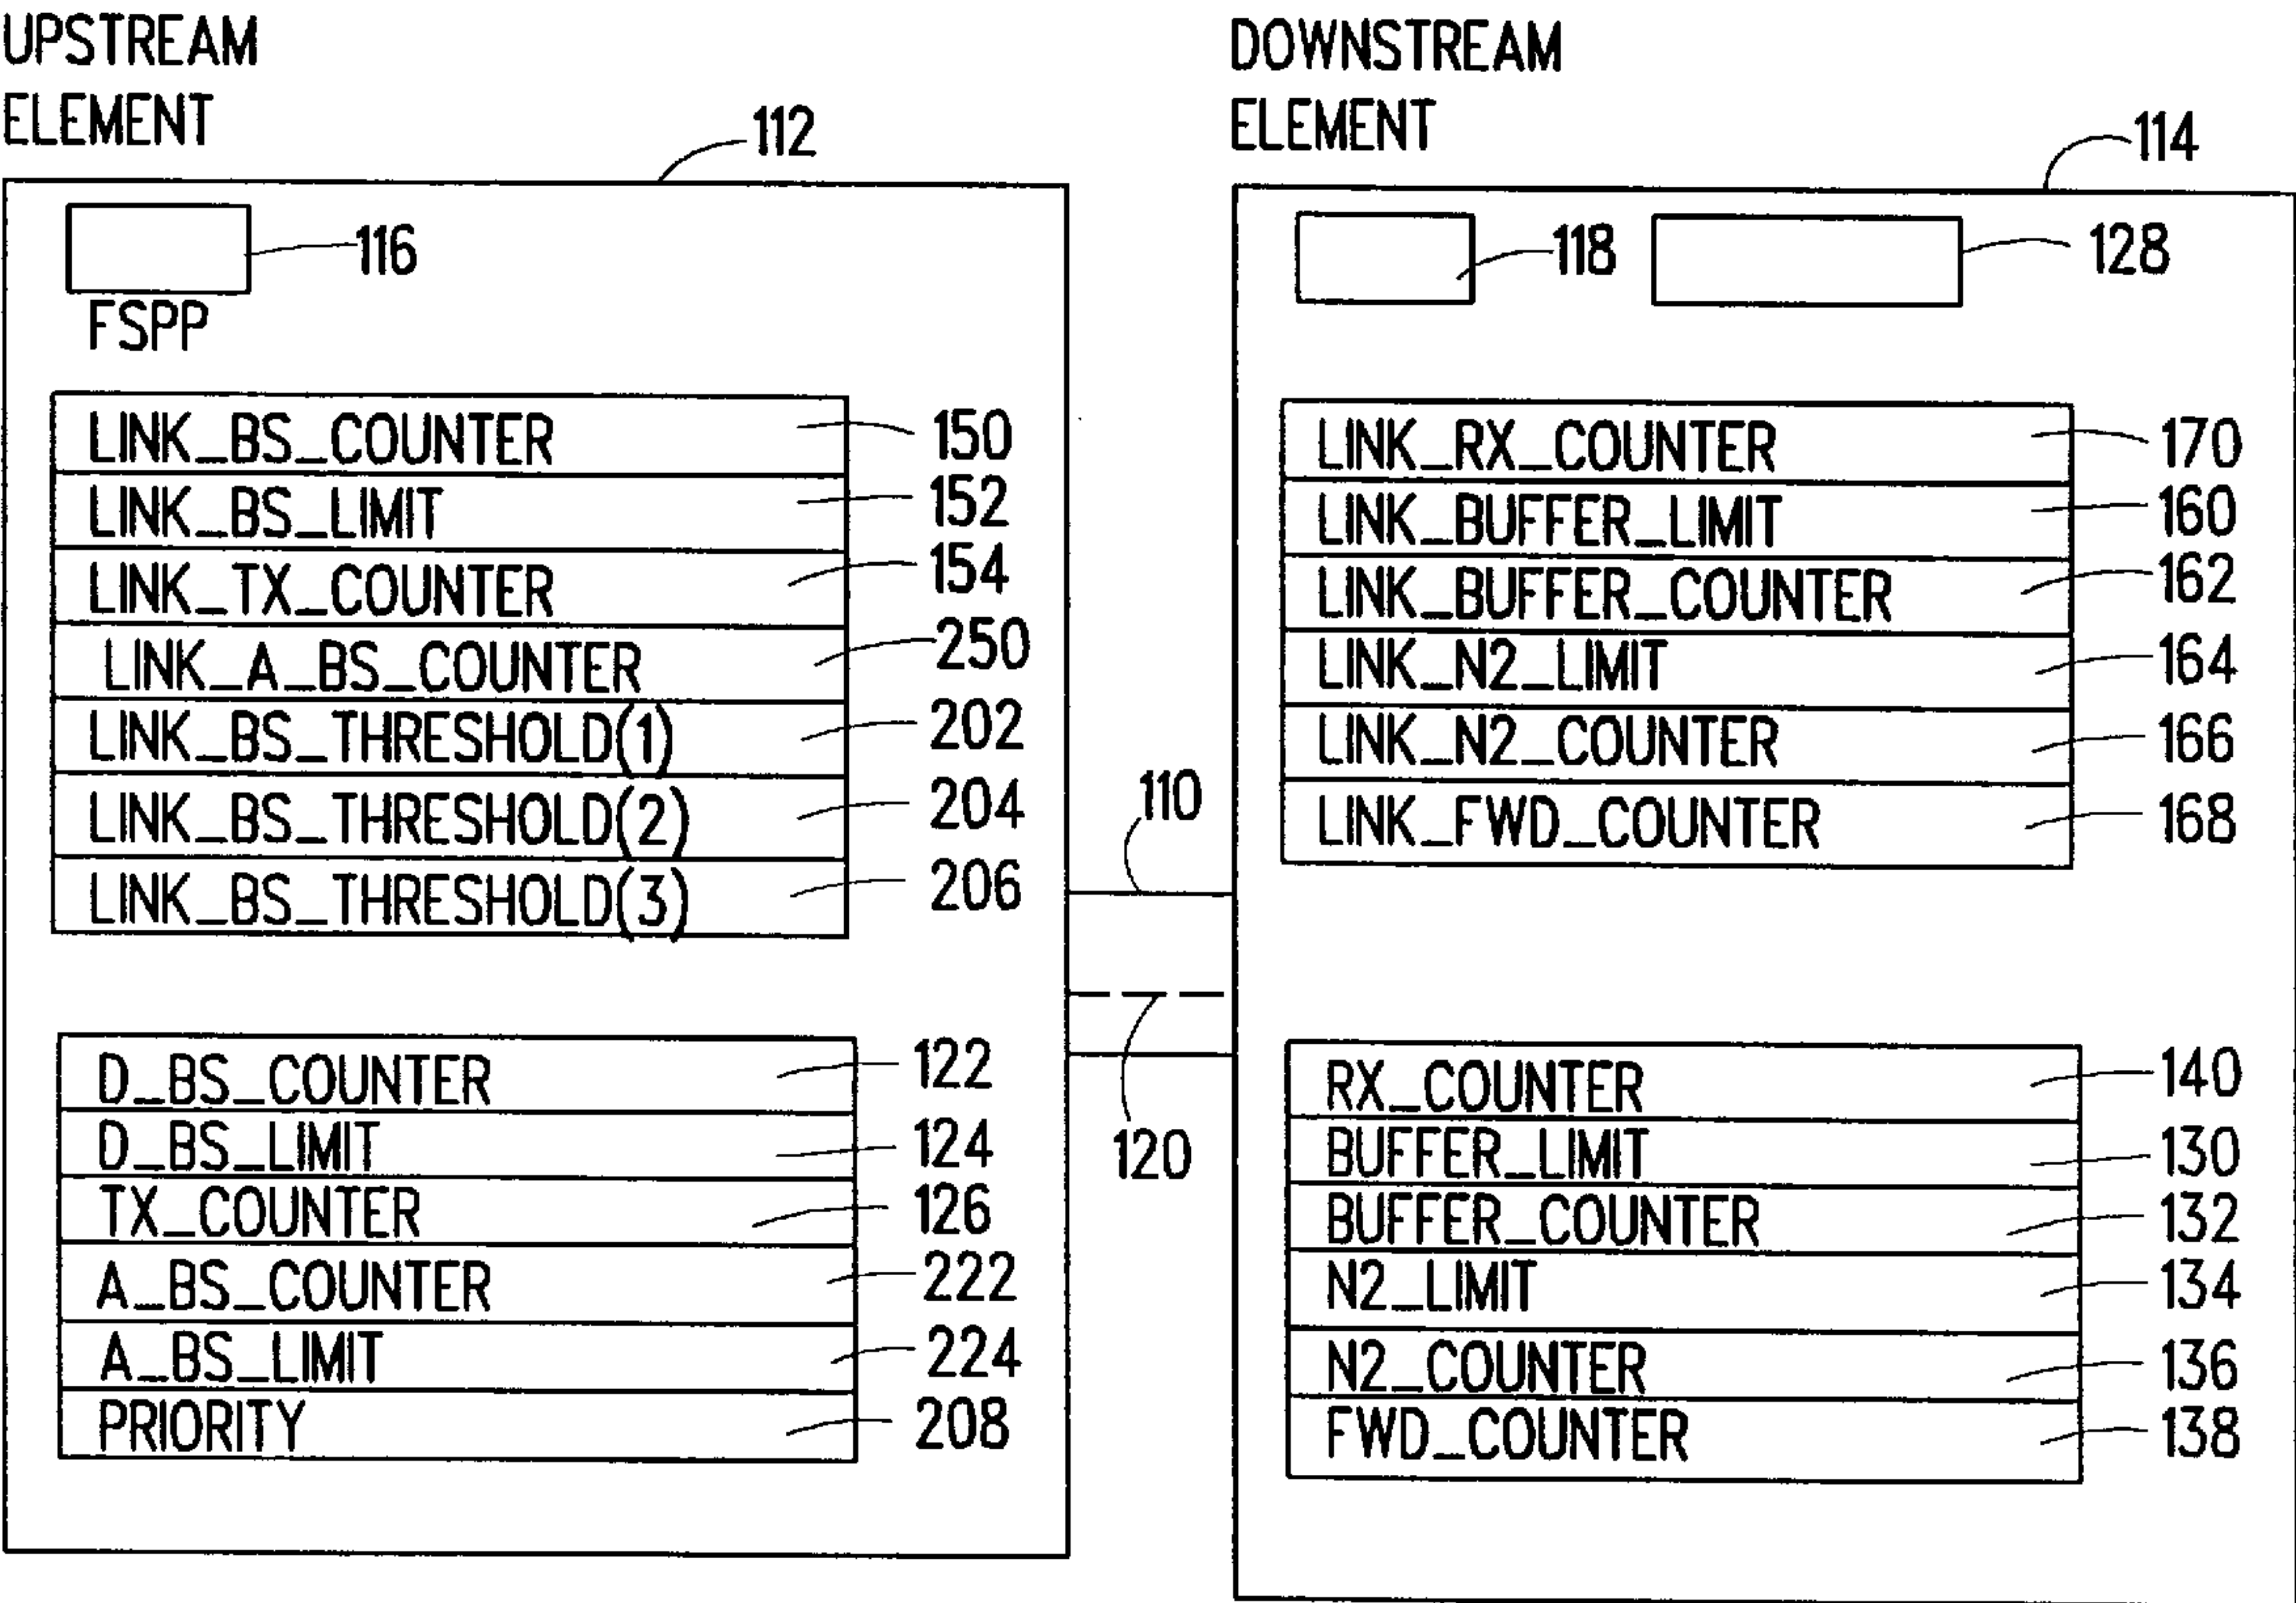 UPSTREAM
ELEMENT
112
116
FSPP
LINK_BS_COUNTER 150
LINK_BS_LIMIT 152
LINK_TX_COUNTER 154
LINK_A_BS_COUNTER 250
LINK_BS_THRESHOLD(1) 202
LINK_BS_THRESHOLD(2) 204
LINK_BS_THRESHOLD(3) 206
D_BS_COUNTER 122
D_BS_LIMIT 124
TX_COUNTER 126
A_BS_COUNTER 222
A_BS_LIMIT 224
PRIORITY 208
110
120
DOWNSTREAM
ELEMENT
114
118
128
LINK_RX_COUNTER 170
LINK_BUFFER_LIMIT 160
LINK_BUFFER_COUNTER 162
LINK_N2_LIMIT 164
LINK_N2_COUNTER 166
LINK_FWD_COUNTER 168
RX_COUNTER 140
BUFFER_LIMIT 130
BUFFER_COUNTER 132
N2_LIMIT 134
N2_COUNTER 136
FWD_COUNTER 138